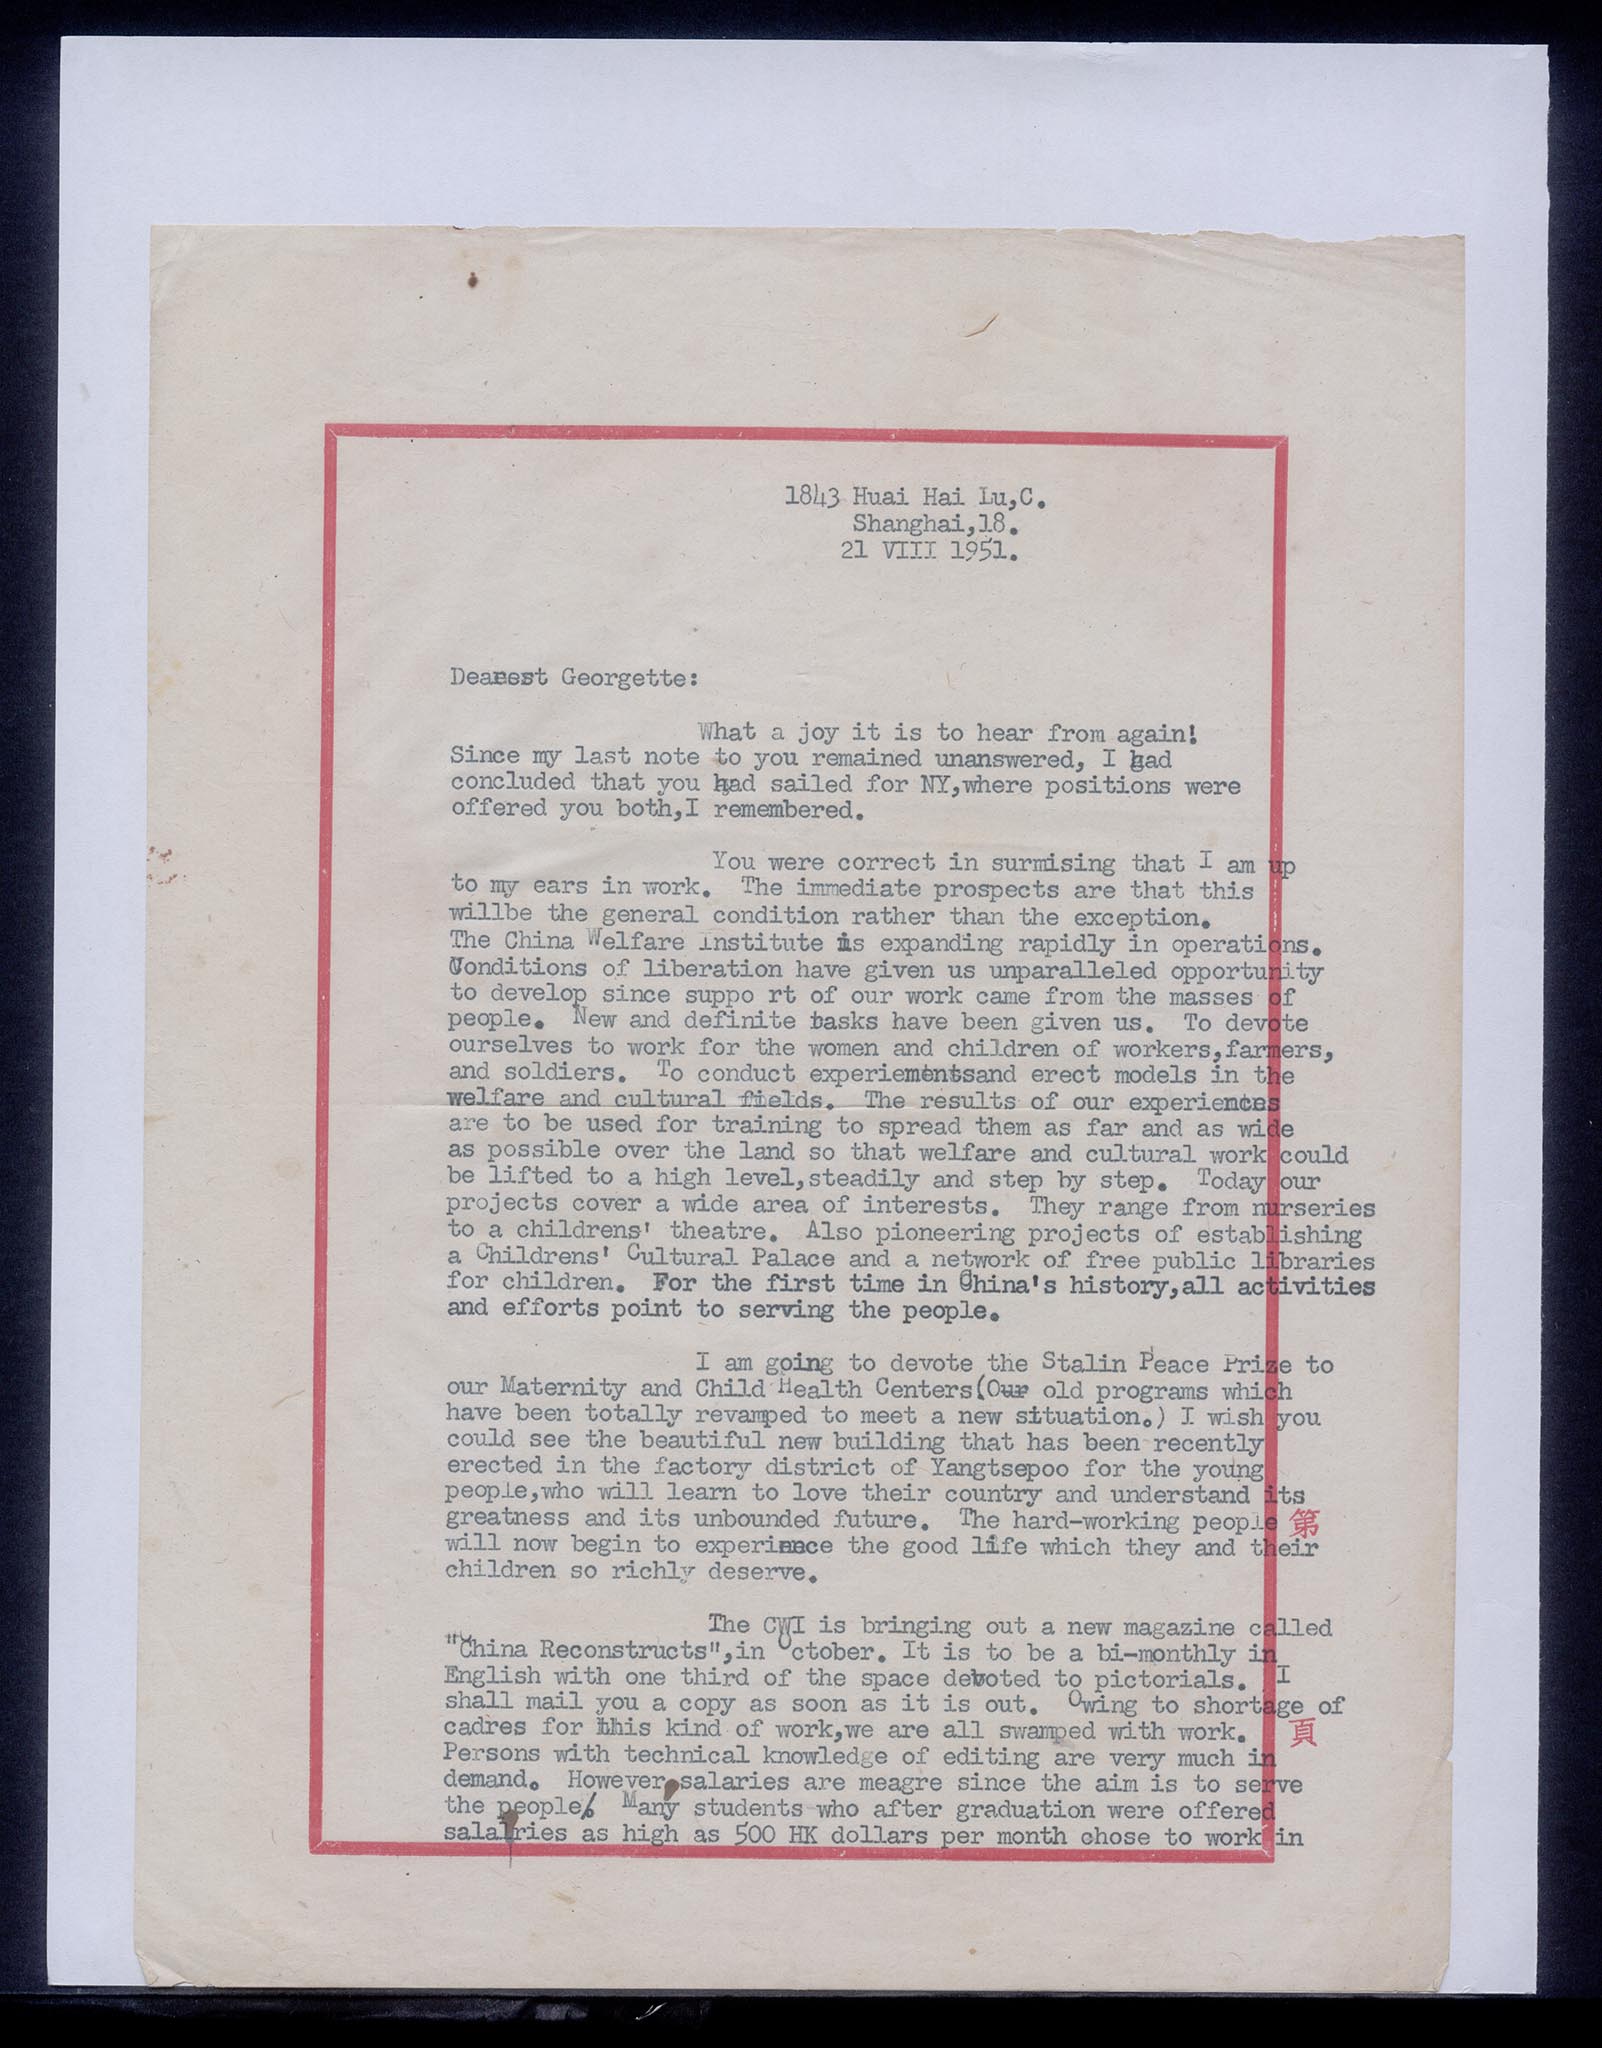 1843 Huai Hai Lu,C.
Shanghai,18.
21 VIII 1951.
Dearest Georgette:
What a joy it is to hear from again!
Since my last note to you remained unanswered, I had
concluded that you had sailed for NY,where positions were
offered you both,I remembered.
You were correct in surmising that I am up
to my ears in work. The immediate prospects are that this
willbe the general condition rather than the exception.
The China Welfare Institute is expanding rapidly in operations.
Conditions of liberation have given us unparalleled opportunity
to develop since suppo rt of our work came from the masses of
people. New and definite tasks have been given us. To devote
ourselves to work for the women and children of workers,farmers,
and soldiers. To conduct experiementsand erect models in the
welfare and cultural fields. The results of our experiences
are to be used for training to spread them as far and as wide
as possible over the land so that welfare and cultural work could
be lifted to a high level,steadily and step by step. Today our
projects cover a wide area of interests. They range from nurseries
to a childrens' theatre. Also pioneering projects of establishing
a Childrens' Cultural Palace and a network of free public libraries
for children. For the first time in China's history,all activities
and efforts point to serving the people.
I am going to devote the Stalin Peace Prize to
our Maternity and Child Health Centers(Our old programs which
have been totally revamped to meet a new situation.) I wish you
could see the beautiful new building that has been recently
erected in the factory district of Yangtsepoo for the young
people,who will learn to love their country and understand its
greatness and its unbounded future. The hard-working people
will now begin to experience the good life which they and their
children so richly deserve.
The CWI is bringing out a new magazine called
"China Reconstructs",in October. It is to be a bi-monthly in
English with one third of the space devoted to pictorials. I
shall mail you a copy as soon as it is out. Owing to shortage of
cadres for this kind of work,we are all swamped with work.
Persons with technical knowledge of editing are very much in
demand. However,salaries are meagre since the aim is to serve
the people. Many students who after graduation were offered
salalries as high as 500 HK dollars per month chose to work in
第
頁